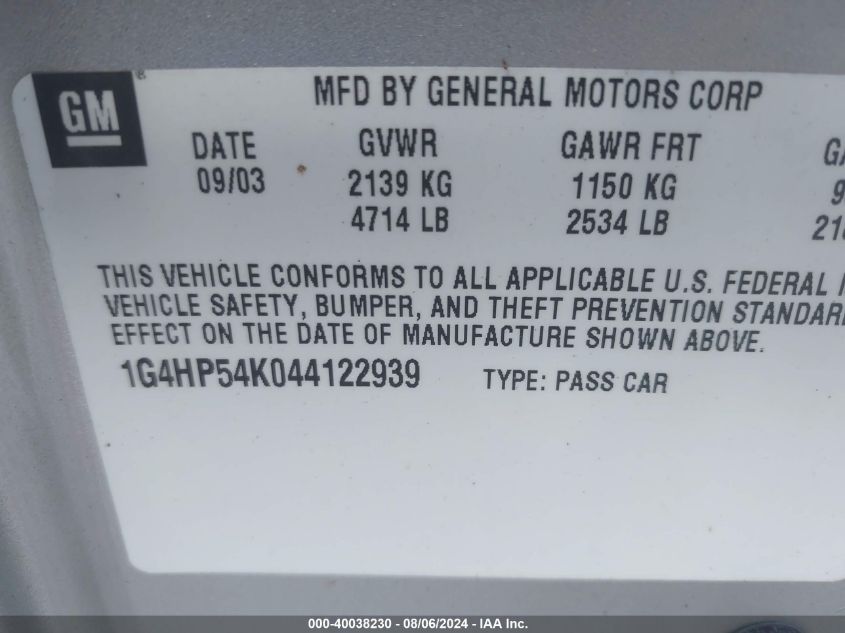 GM®
MFD BY GENERAL MOTORS CORP
DATE GVWR GAWR FRT
09/03 2139 KG 1150 KG
4714 LB 2534 LB
THIS VEHICLE CONFORMS TO ALL APPLICABLE U.S. FEDERAL
VEHICLE SAFETY, BUMPER, AND THEFT PREVENTION STANDAR
EFFECT ON THE DATE OF MANUFACTURE SHOWN ABOVE.
1G4HP54K044122939 TYPE: PASS CAR
000-40038230 - 08/06/2024 - IAA Inc.